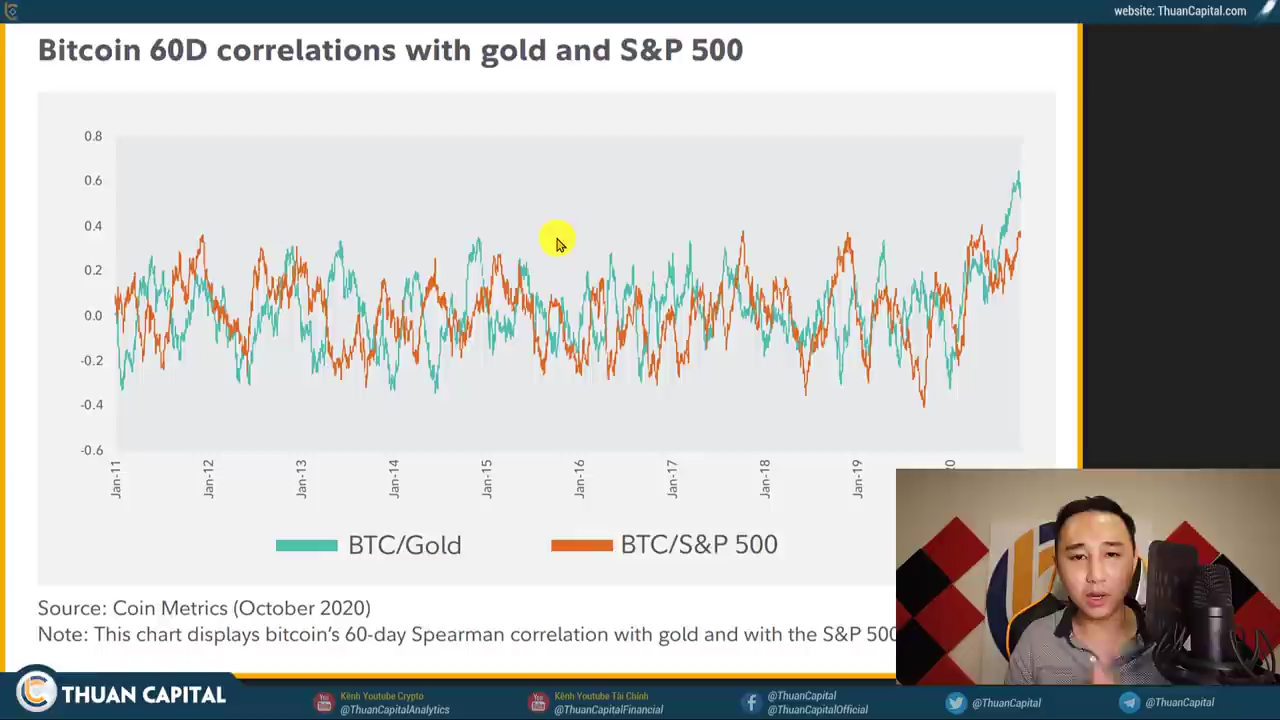 website: ThuanCapital.com
Bitcoin 60D correlations with gold and S&P 500
0.8
0.6
0.4
0.2
0.0
-0.2
-0.4
-0.6
Jan-11
Jan-12
Jan-13
Jan-14
Jan-15
Jan-16
Jan-17
Jan-18
Jan-19
20
BTC/Gold
BTC/S&P 500
Source: Coin Metrics (October 2020)
Note: This chart displays bitcoin's 60-day Spearman correlation with gold and with the S&P 500
THUAN CAPITAL
Kênh Youtube Crypto
@ThuanCapitalAnalytics
Kênh Youtube Tài Chính
@ThuanCapitalFinancial
@ThuanCapital
@ThuanCapitalOfficial
@ThuanCapital
@ThuanCapital